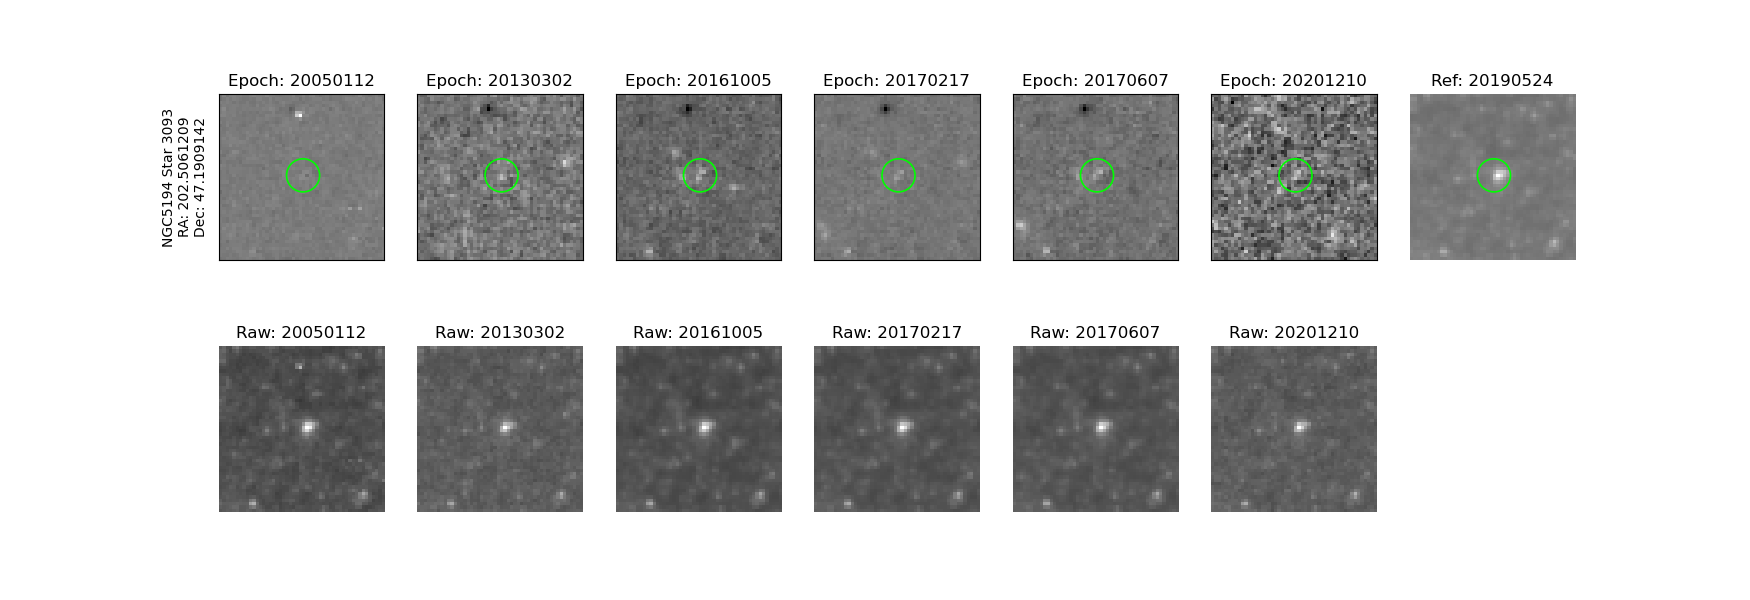 Epoch: 20050112
Epoch: 20130302
Epoch: 20161005
Epoch: 20170217
Epoch: 20170607
Epoch: 20201210
Ref: 20190524
NGC5194 Star 3093
RA: 202.5061209
Dec: 47.1909142
Raw: 20050112
Raw: 20130302
Raw: 20161005
Raw: 20170217
Raw: 20170607
Raw: 20201210